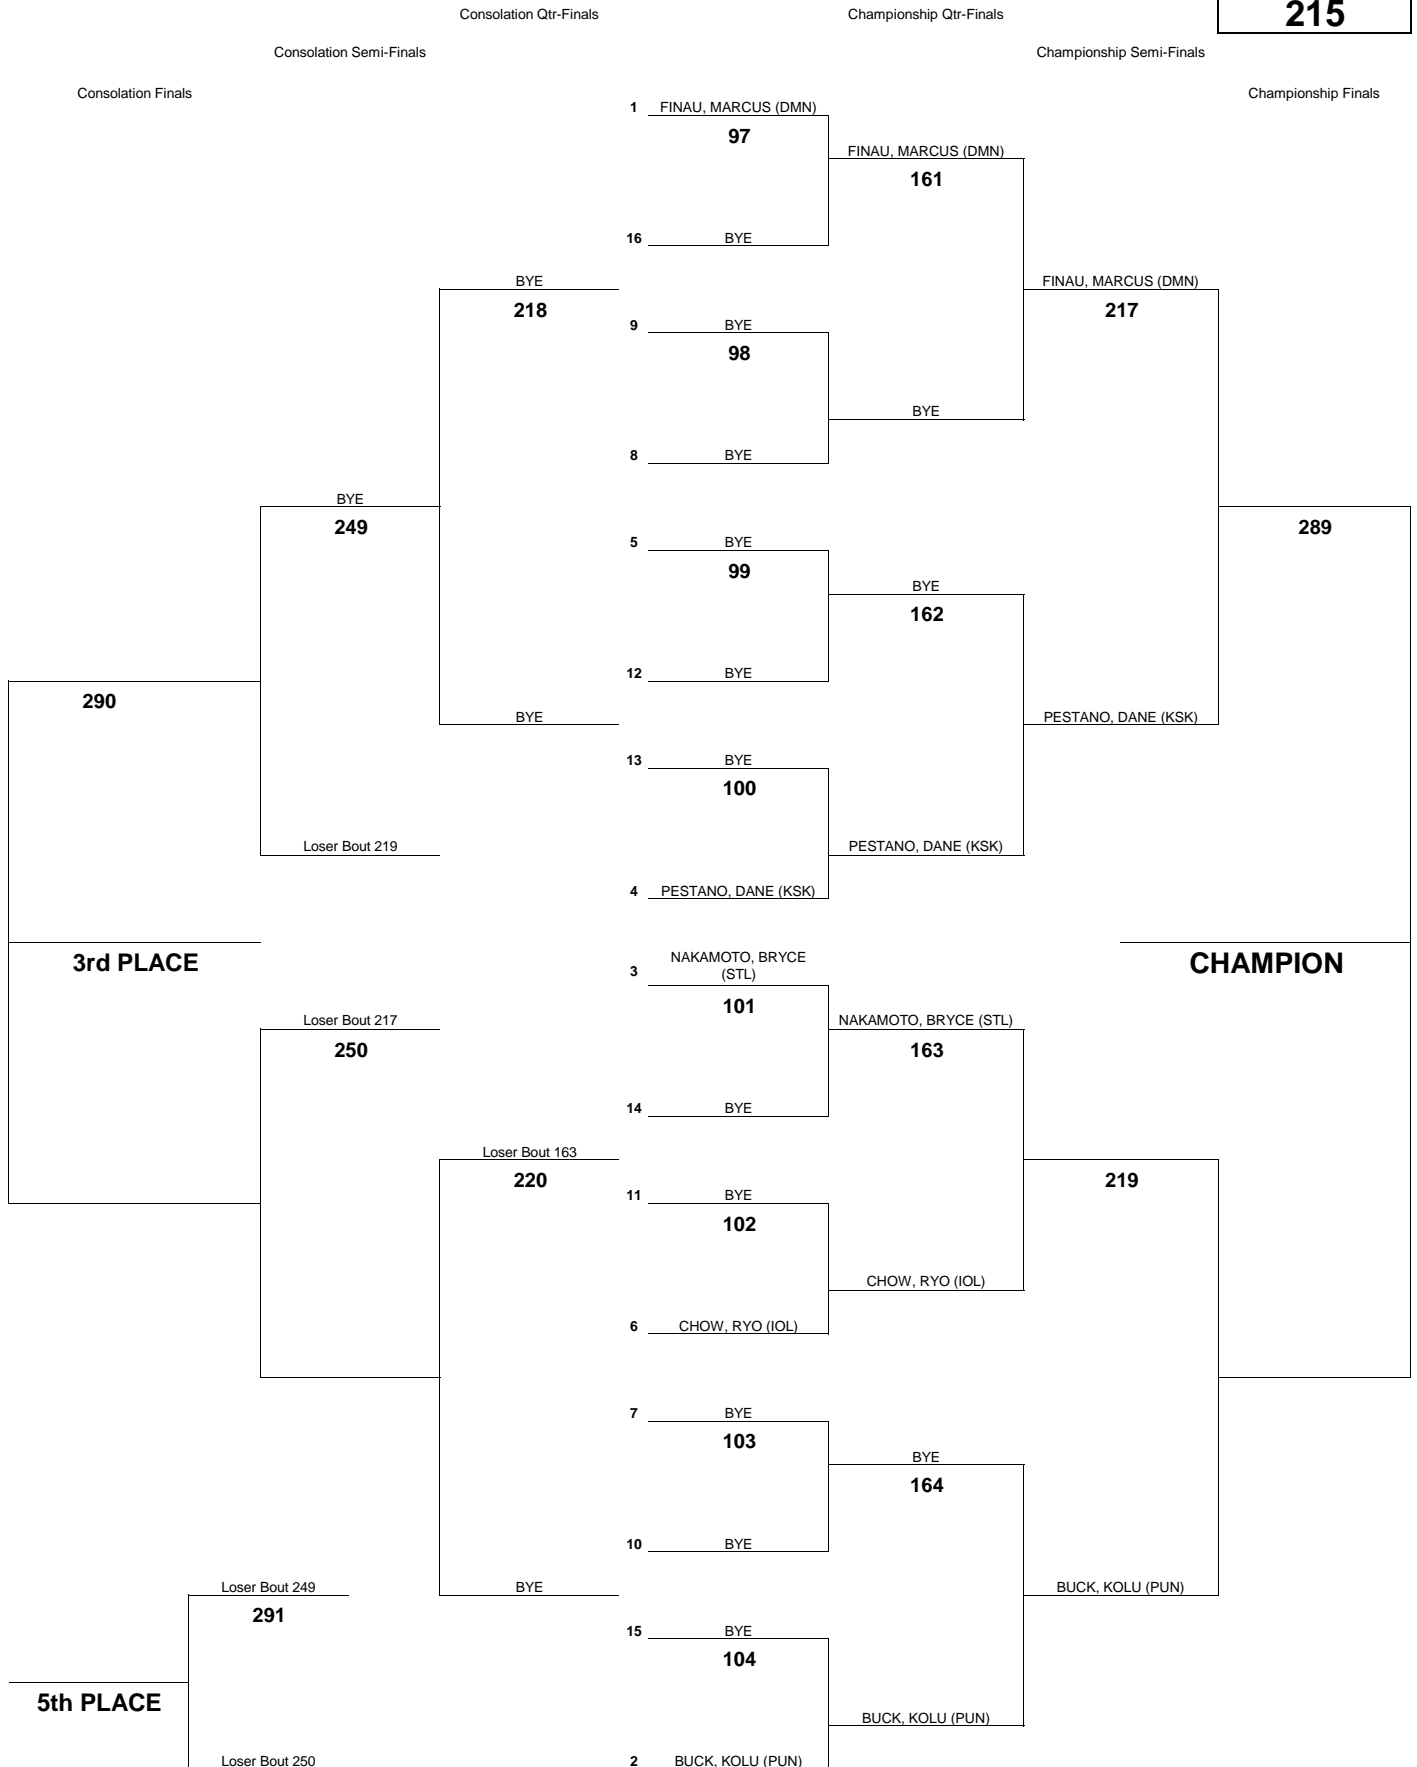 Consolation Qtr-Finals Championship Qtr-Finals 215
Consolation Semi-Finals Championship Semi-Finals
Consolation Finals Championship Finals
1 FINAU, MARCUS (DMN)
97
FINAU, MARCUS (DMN)
161
16 BYE
BYE FINAU, MARCUS (DMN)
218 217
9 BYE
98
BYE
8 BYE
BYE
249 289
5 BYE
99
BYE
162
12 BYE
290
BYE PESTANO, DANE (KSK)
13 BYE
100
Loser Bout 219 PESTANO, DANE (KSK)
4 PESTANO, DANE (KSK)
3rd PLACE CHAMPION
NAKAMOTO, BRYCE
3 (STL)
101
Loser Bout 217 NAKAMOTO, BRYCE (STL)
250 163
14 BYE
Loser Bout 163
220 219
11 BYE
102
CHOW, RYO (IOL)
6 CHOW, RYO (IOL)
7 BYE
103
BYE
164
10 BYE
Loser Bout 249 BYE BUCK, KOLU (PUN)
291
15 BYE
104
5th PLACE
BUCK, KOLU (PUN)
Loser Bout 250 2 BUCK, KOLU (PUN)